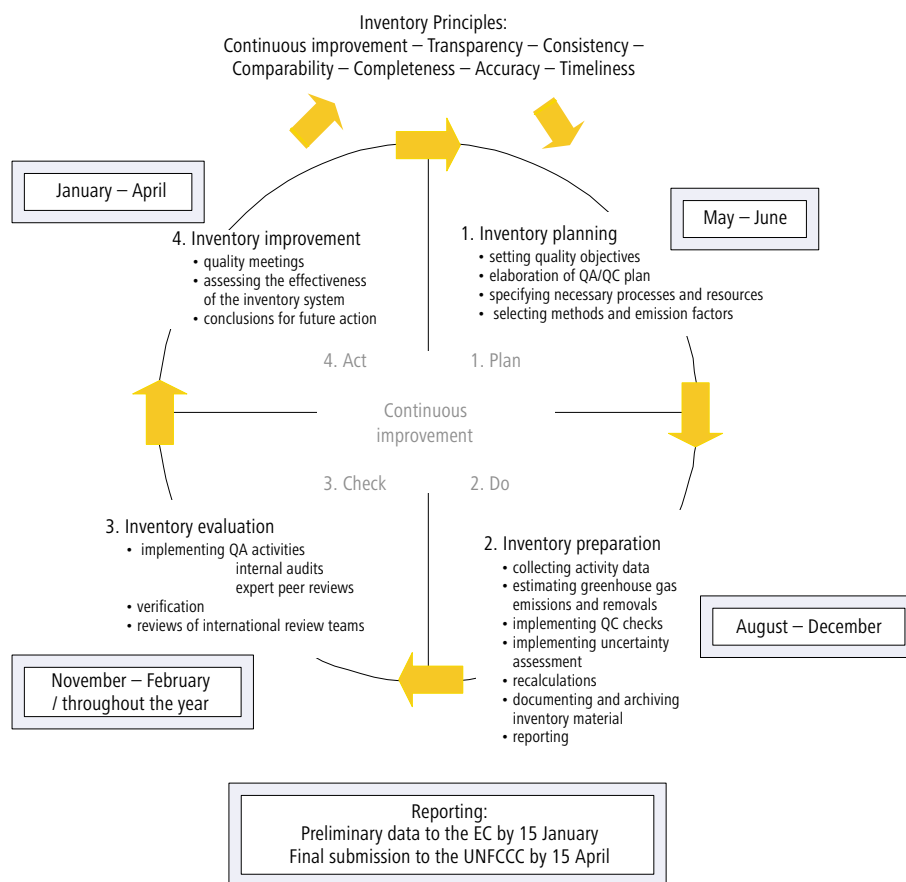 Inventory Principles:
Continuous improvement – Transparency – Consistency –
Comparability – Completeness – Accuracy – Timeliness
January – April
May – June
4. Inventory improvement
• quality meetings
• assessing the effectiveness
of the inventory system
• conclusions for future action
1. Inventory planning
• setting quality objectives
• elaboration of QA/QC plan
• specifying necessary processes and resources
• selecting methods and emission factors
4. Act
1. Plan
Continuous
improvement
3. Check
2. Do
3. Inventory evaluation
• implementing QA activities
internal audits
expert peer reviews
• verification
• reviews of international review teams
2. Inventory preparation
• collecting activity data
• estimating greenhouse gas
emissions and removals
• implementing QC checks
• implementing uncertainty
assessment
• recalculations
• documenting and archiving
inventory material
• reporting
August – December
November – February
/ throughout the year
Reporting:
Preliminary data to the EC by 15 January
Final submission to the UNFCCC by 15 April